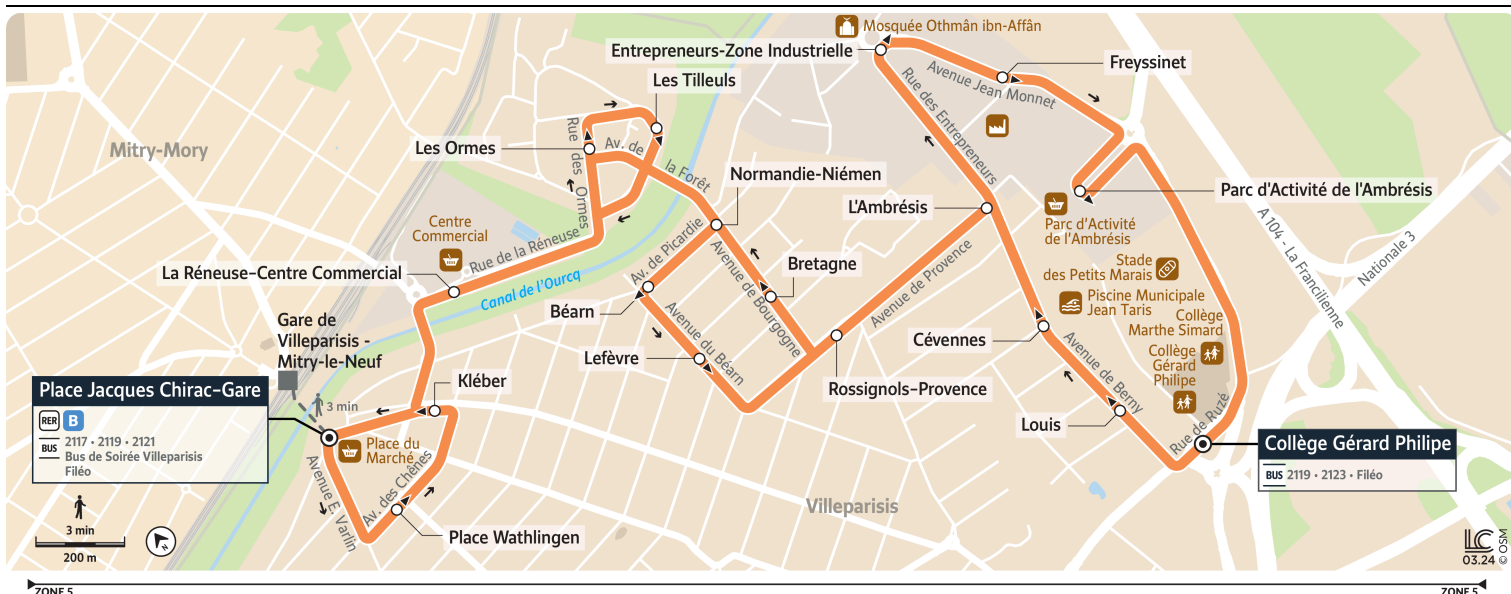 Mosquée Othmân ibn-Affân
Entrepreneurs-Zone Industrielle
Freyssinet
Les Tilleuls
Avenue Jean Monnet
Rue des Entrepreneurs
Mitry-Mory
Les Ormes
Rue des Ormes
Av. de la Forêt
Normandie-Niémen
L'Ambrésis
Parc d'Activité de l'Ambrésis
Parc d'Activité
de l'Ambrésis
A 104 - La Francilienne
Nationale 3
Centre
Commercial
Rue de la Réneuse
La Réneuse–Centre Commercial
Canal de l'Ourcq
Av. de Picardie
Avenue de Bourgogne
Bretagne
Avenue de Provence
Stade
des Petits Marais
Piscine Municipale
Jean Taris
Collège
Marthe Simard
Collège
Gérard
Philipe
Béarn
Avenue du Béarn
Lefèvre
Cévennes
Rossignols–Provence
Avenue de Berny
Louis
Rue de Ruzé
Gare de
Villeparisis -
Mitry-le-Neuf
Kléber
3 min
Place Jacques Chirac–Gare
RER B
BUS
2117 • 2119 • 2121
Bus de Soirée Villeparisis
Filéo
Place du
Marché
Avenue E. Varlin
Av. des Chênes
Place Wathlingen
Villeparisis
Collège Gérard Philipe
BUS 2119 • 2123 • Filéo
3 min
200 m
N
LC
03.24
© OSM
ZONE 5
ZONE 5